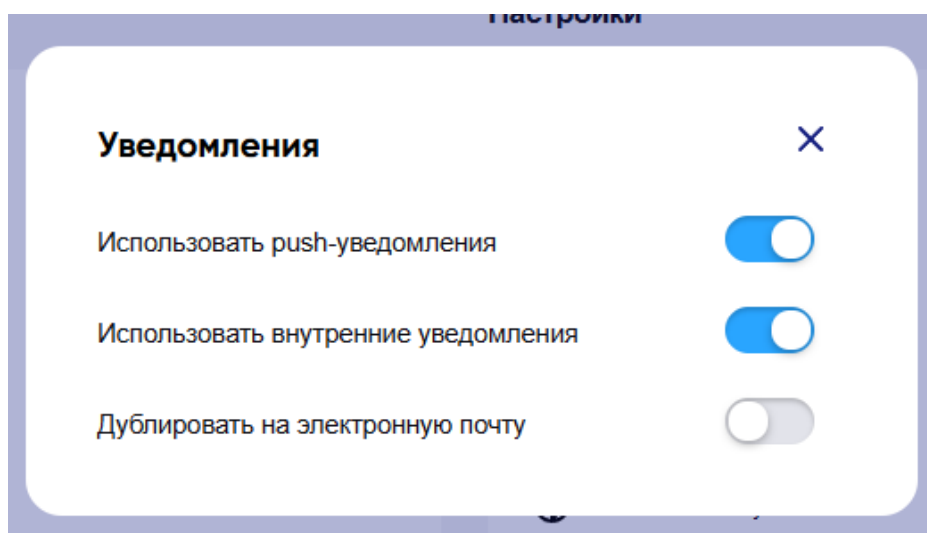 Настройки
Уведомления
Использовать push-уведомления
Использовать внутренние уведомления
Дублировать на электронную почту